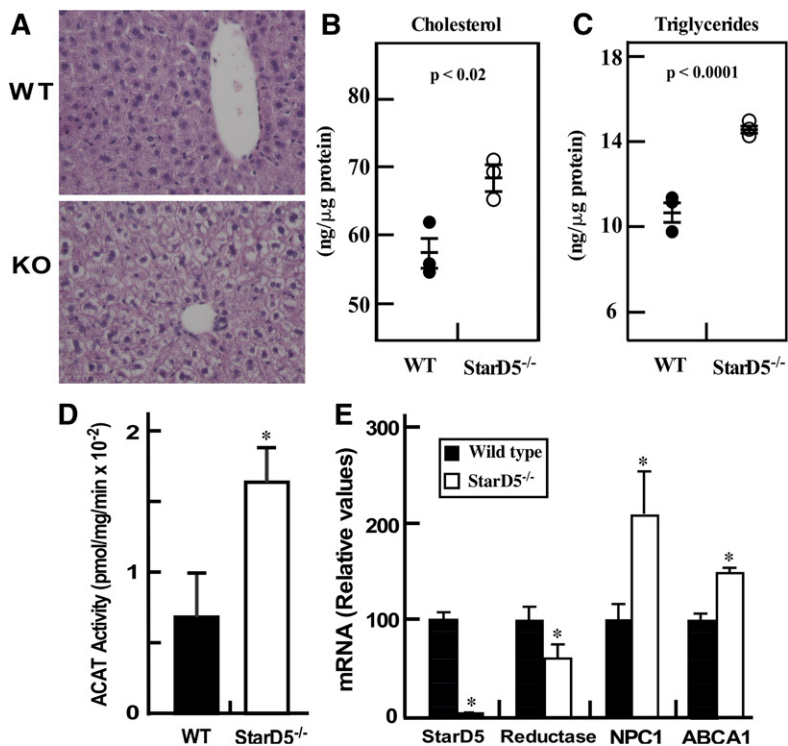 A
WT
KO
B
Cholesterol
p < 0.02
(ng/μg protein)
80
70
60
50
WT
StarD5-/-
C
Triglycerides
p < 0.0001
(ng/μg protein)
18
14
10
6
WT
StarD5-/-
D
ACAT Activity (pmol/mg/min x 10-2)
2
1
0
WT
StarD5-/-
*
E
mRNA (Relative values)
300
200
100
0
Wild type
StarD5-/-
*
*
*
*
StarD5
Reductase
NPC1
ABCA1